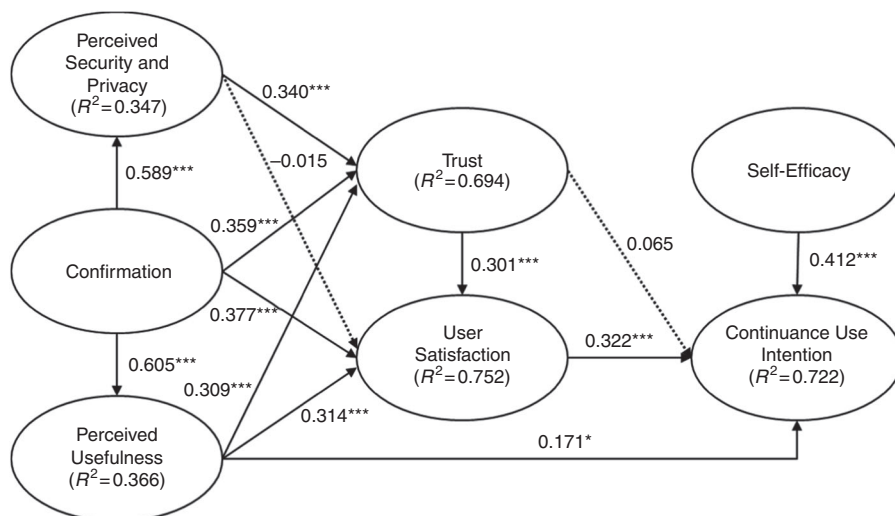 Perceived
Security and
Privacy
(R²=0.347)
0.340***
–0.015
Trust
(R²=0.694)
Self-Efficacy
0.589***
0.359***
0.065
Confirmation
0.301***
0.412***
0.377***
User
Satisfaction
(R²=0.752)
0.322***
Continuance Use
Intention
(R²=0.722)
0.605***
0.309***
0.314***
Perceived
Usefulness
(R²=0.366)
0.171*